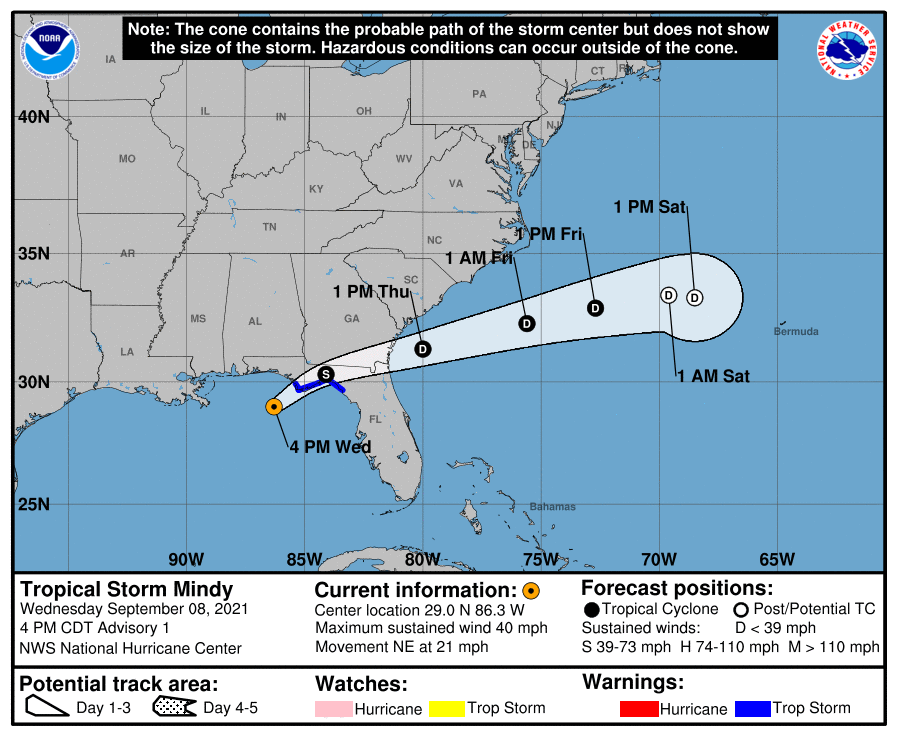 Note: The cone contains the probable path of the storm center but does not show
the size of the storm. Hazardous conditions can occur outside of the cone.
NOAA
NATIONAL WEATHER SERVICE
IA
PA
CT
IL
IN
OH
NJ
40N
DE
MO
WV
KY
VA
1 PM Sat
TN
NC
1 PM Fri
35N
AR
1 AM Fri
SC
1 PM Thu
D
D
MS
AL
GA
D
D
Bermuda
LA
D
30N
S
1 AM Sat
FL
4 PM Wed
25N
Bahamas
90W
85W
80W
75W
70W
65W
Tropical Storm Mindy
Wednesday September 08, 2021
4 PM CDT Advisory 1
NWS National Hurricane Center
Current information:
Center location 29.0 N 86.3 W
Maximum sustained wind 40 mph
Movement NE at 21 mph
Forecast positions:
Tropical Cyclone Post/Potential TC
Sustained winds: D < 39 mph
S 39-73 mph H 74-110 mph M > 110 mph
Potential track area:
Day 1-3 Day 4-5
Watches:
Hurricane Trop Storm
Warnings:
Hurricane Trop Storm